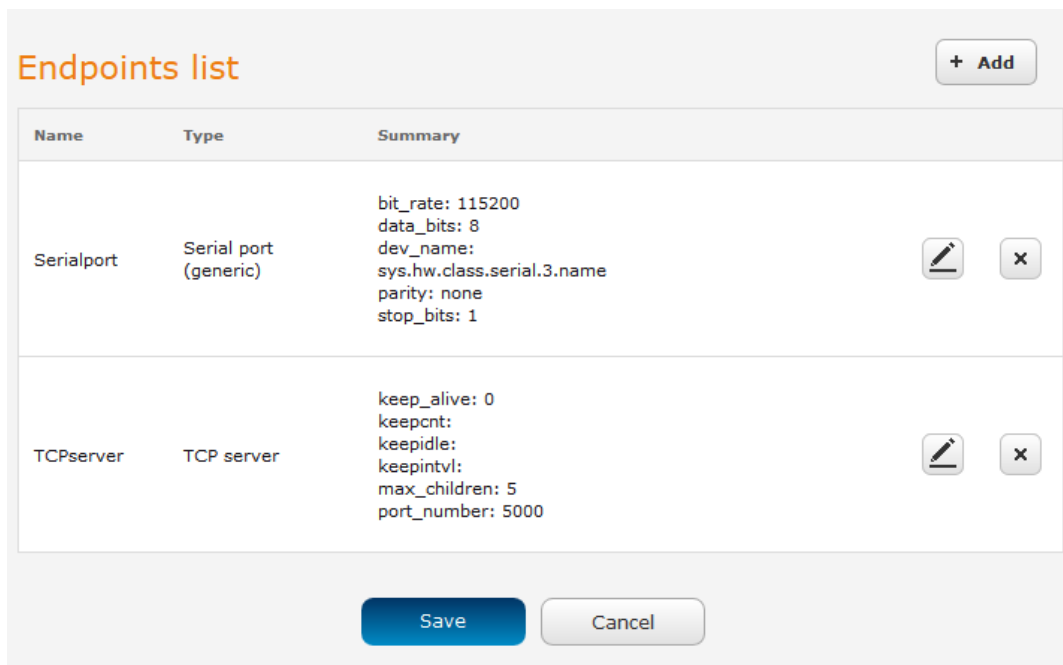 Endpoints list
+ Add
Name Type Summary
Serialport
Serial port
(generic)
bit_rate: 115200
data_bits: 8
dev_name:
sys.hw.class.serial.3.name
parity: none
stop_bits: 1
TCPserver
TCP server
keep_alive: 0
keepcnt:
keepidle:
keepintvl:
max_children: 5
port_number: 5000
Save
Cancel